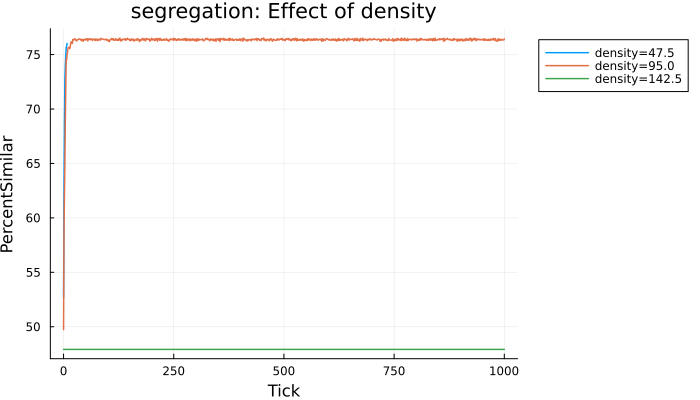 segregation: Effect of density
PercentSimilar
75
70
65
60
55
50
0 250 500 750 1000
Tick
density=47.5
density=95.0
density=142.5